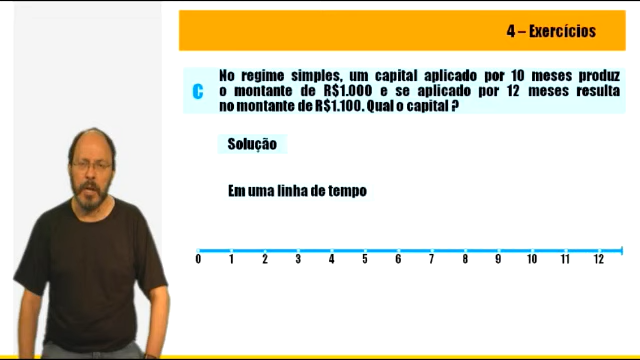 4 – Exercícios
C
No regime simples, um capital aplicado por 10 meses produz
o montante de R$1.000 e se aplicado por 12 meses resulta
no montante de R$1.100. Qual o capital ?
Solução
Em uma linha de tempo
0 1 2 3 4 5 6 7 8 9 10 11 12